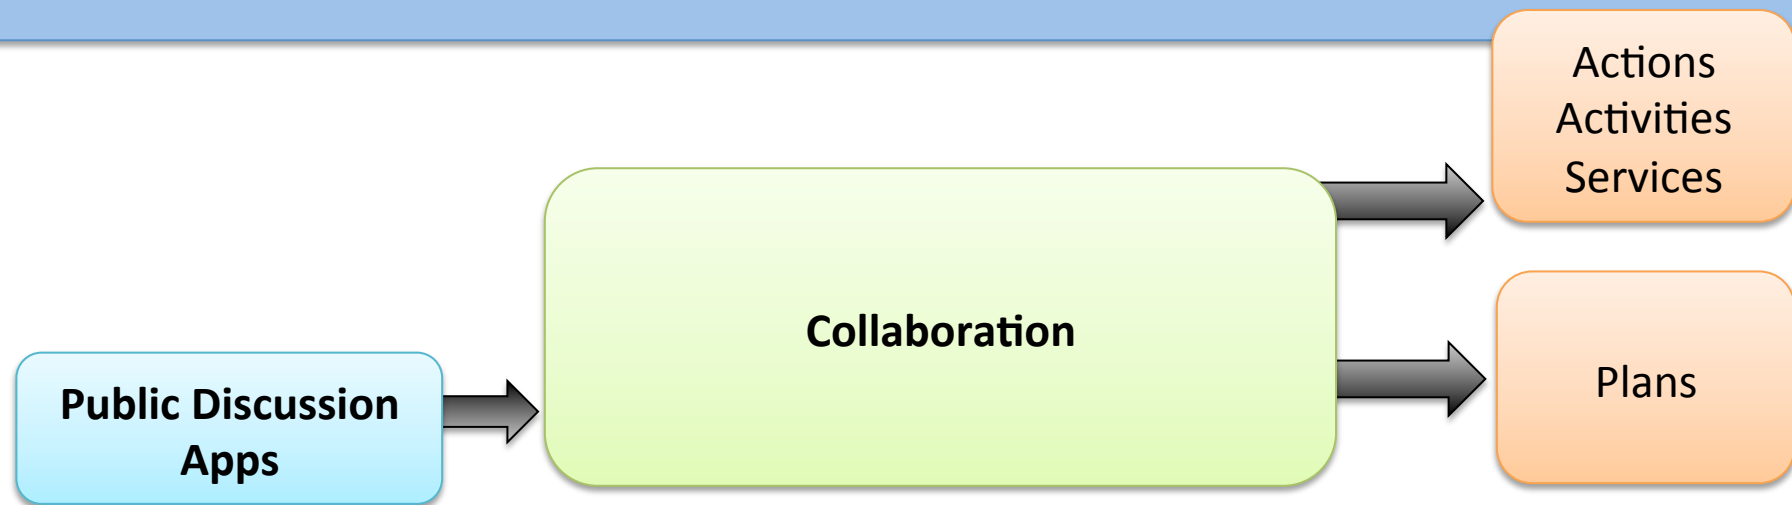 Actions
Activities
Services
Collaboration
Public Discussion
Apps
Plans